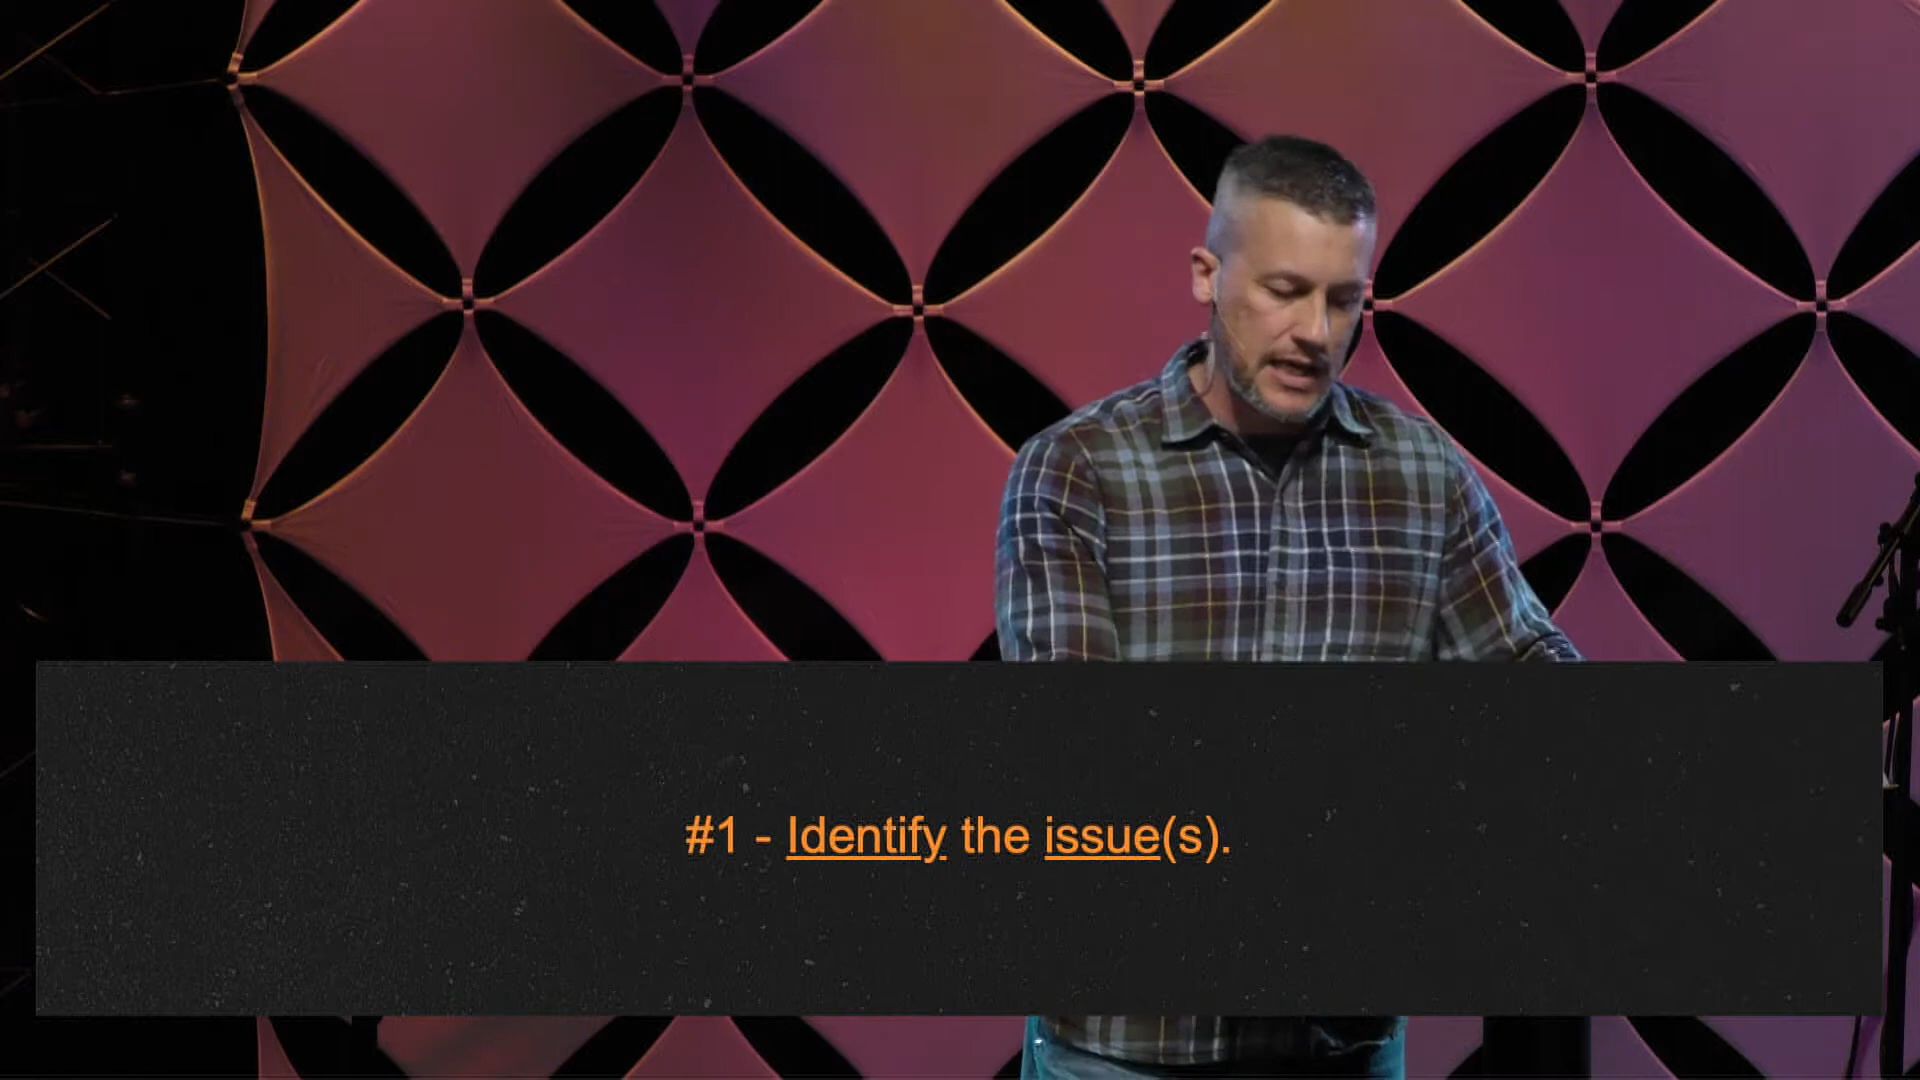 #1 - Identify the issue(s).